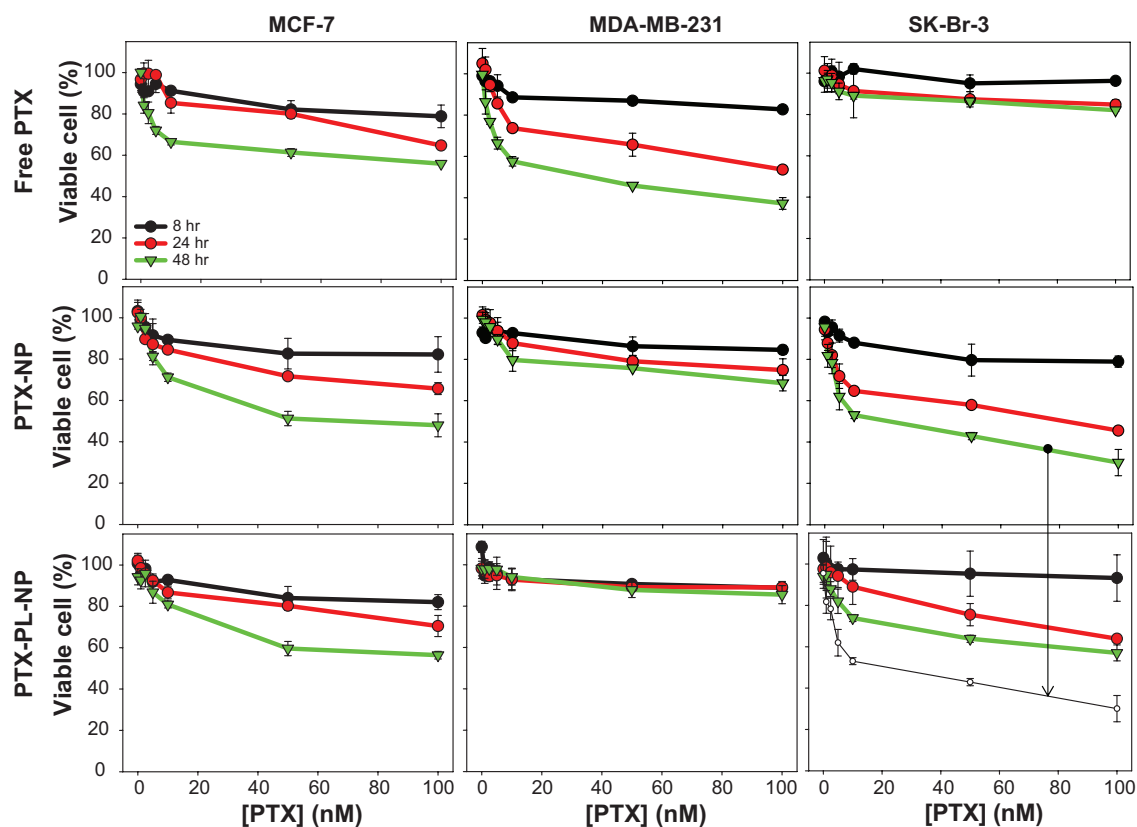 MCF-7 MDA-MB-231 SK-Br-3
Free PTX
Viable cell (%)
100
80
60
40
20
0
8 hr
24 hr
48 hr
PTX-NP
Viable cell (%)
100
80
60
40
20
0
PTX-PL-NP
Viable cell (%)
100
80
60
40
20
0
0 20 40 60 80 100 0 20 40 60 80 100 0 20 40 60 80 100
[PTX] (nM) [PTX] (nM) [PTX] (nM)